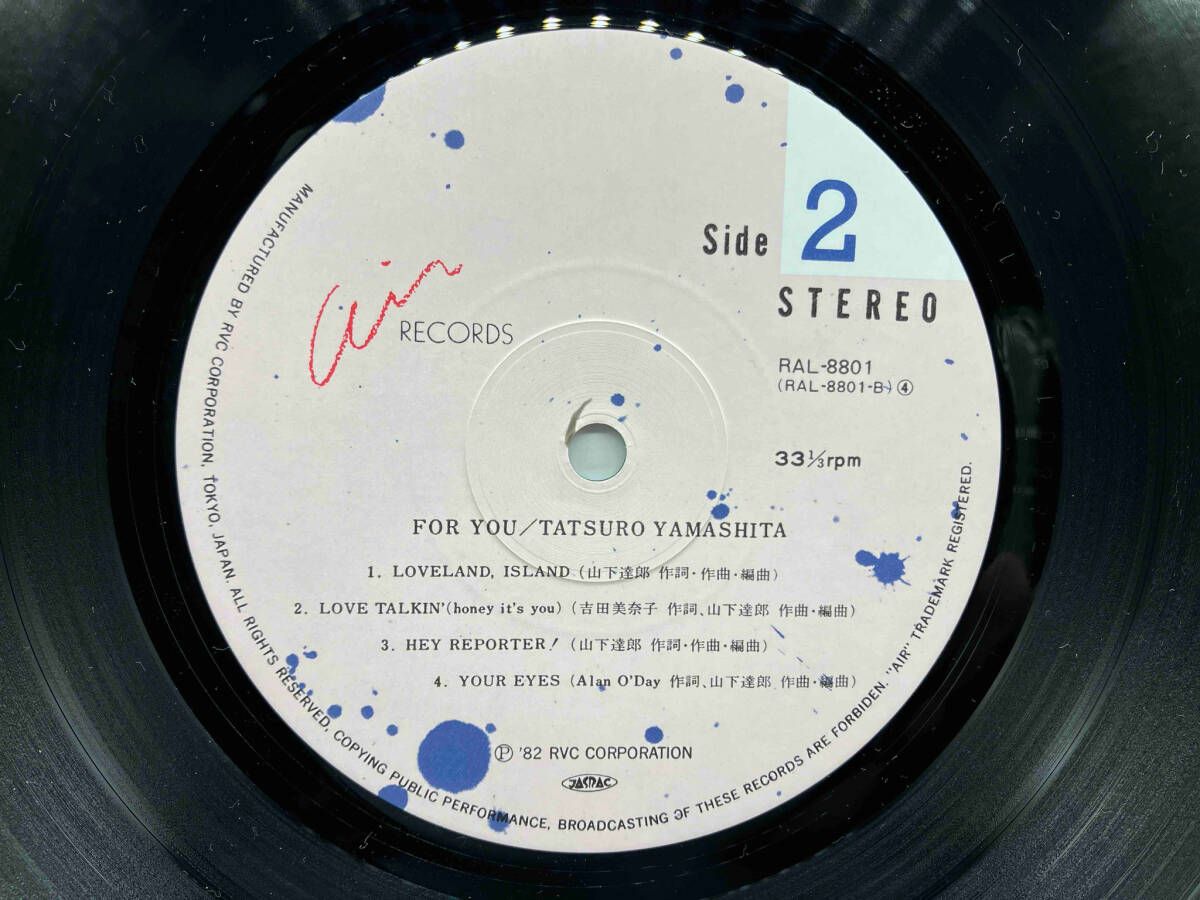 Side 2
STEREO
air RECORDS
RAL-8801
(RAL-8801-B) ④
33 1/3 rpm
FOR YOU/TATSURO YAMASHITA
1. LOVELAND, ISLAND (山下達郎 作詞・作曲・編曲)
2. LOVE TALKIN' (honey it's you) (吉田美奈子 作詞、山下達郎 作曲・編曲)
3. HEY REPORTER! (山下達郎 作詞・作曲・編曲)
4. YOUR EYES (Alan O'Day 作詞、山下達郎 作曲・編曲)
Ⓟ '82 RVC CORPORATION
JASRAC
MANUFACTURED BY RVC CORPORATION, TOKYO, JAPAN. ALL RIGHTS RESERVED, COPYING PUBLIC PERFORMANCE, BROADCASTING OF THESE RECORDS ARE FORBIDDEN. "AIR" TRADEMARK REGISTERED.